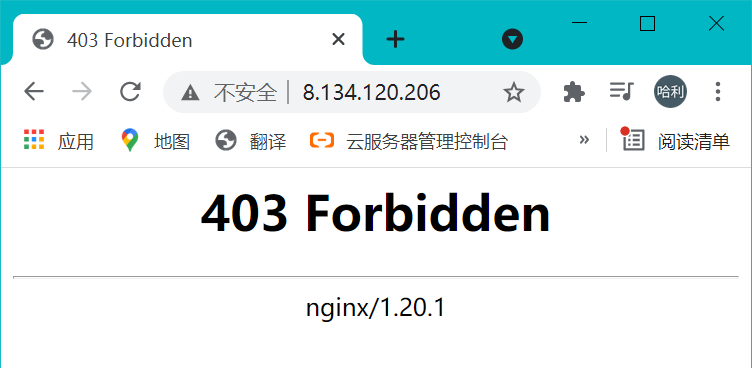 403 Forbidden
不安全 8.134.120.206 哈利
应用 地图 翻译 云服务器管理控制台 » 阅读清单
403 Forbidden
nginx/1.20.1